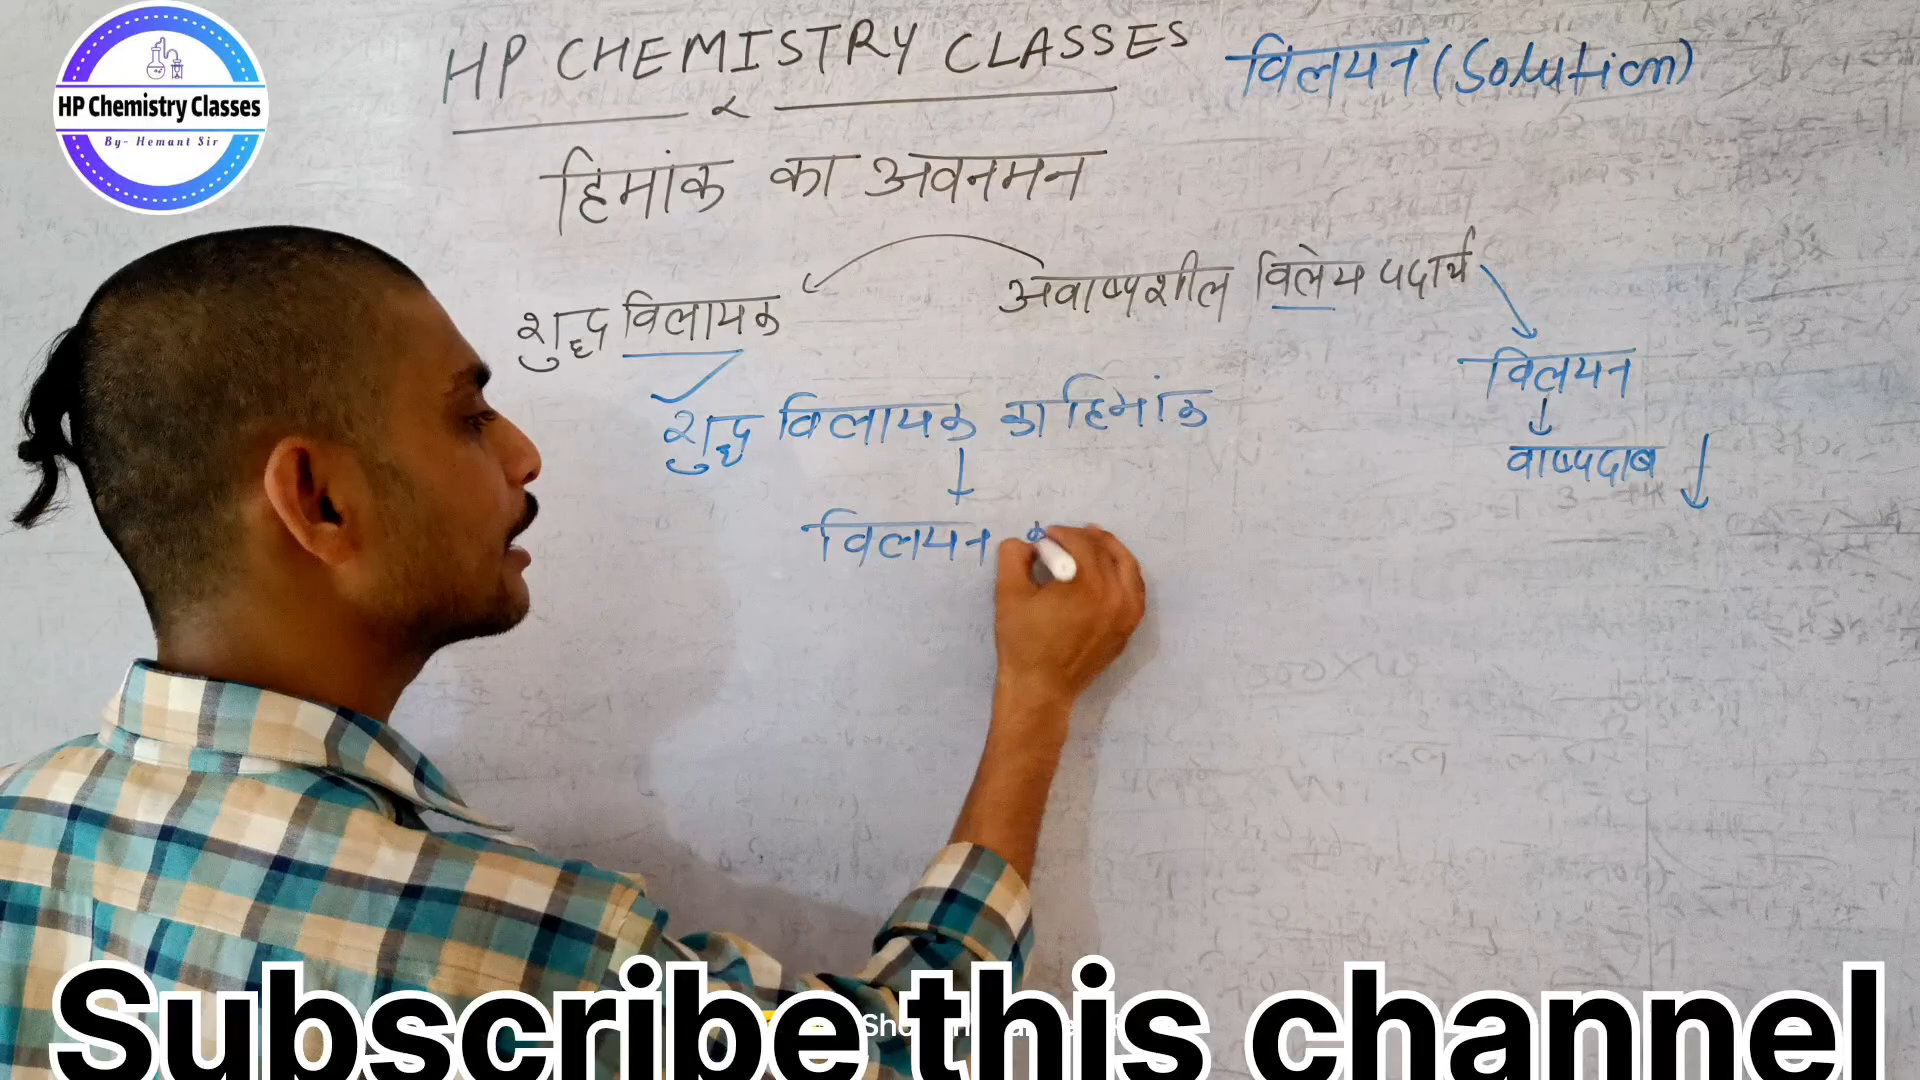 HP Chemistry Classes
By- Hemant Sir
HP CHEMISTRY CLASSES
विलयन (Solution)
हिमांक का अवनमन
अवाष्पशील विलेय पदार्थ
शुद्ध विलायक
विलयन
शुद्ध विलायक का हिमांक
वाष्पदाब
विलयन
Subscribe this channel